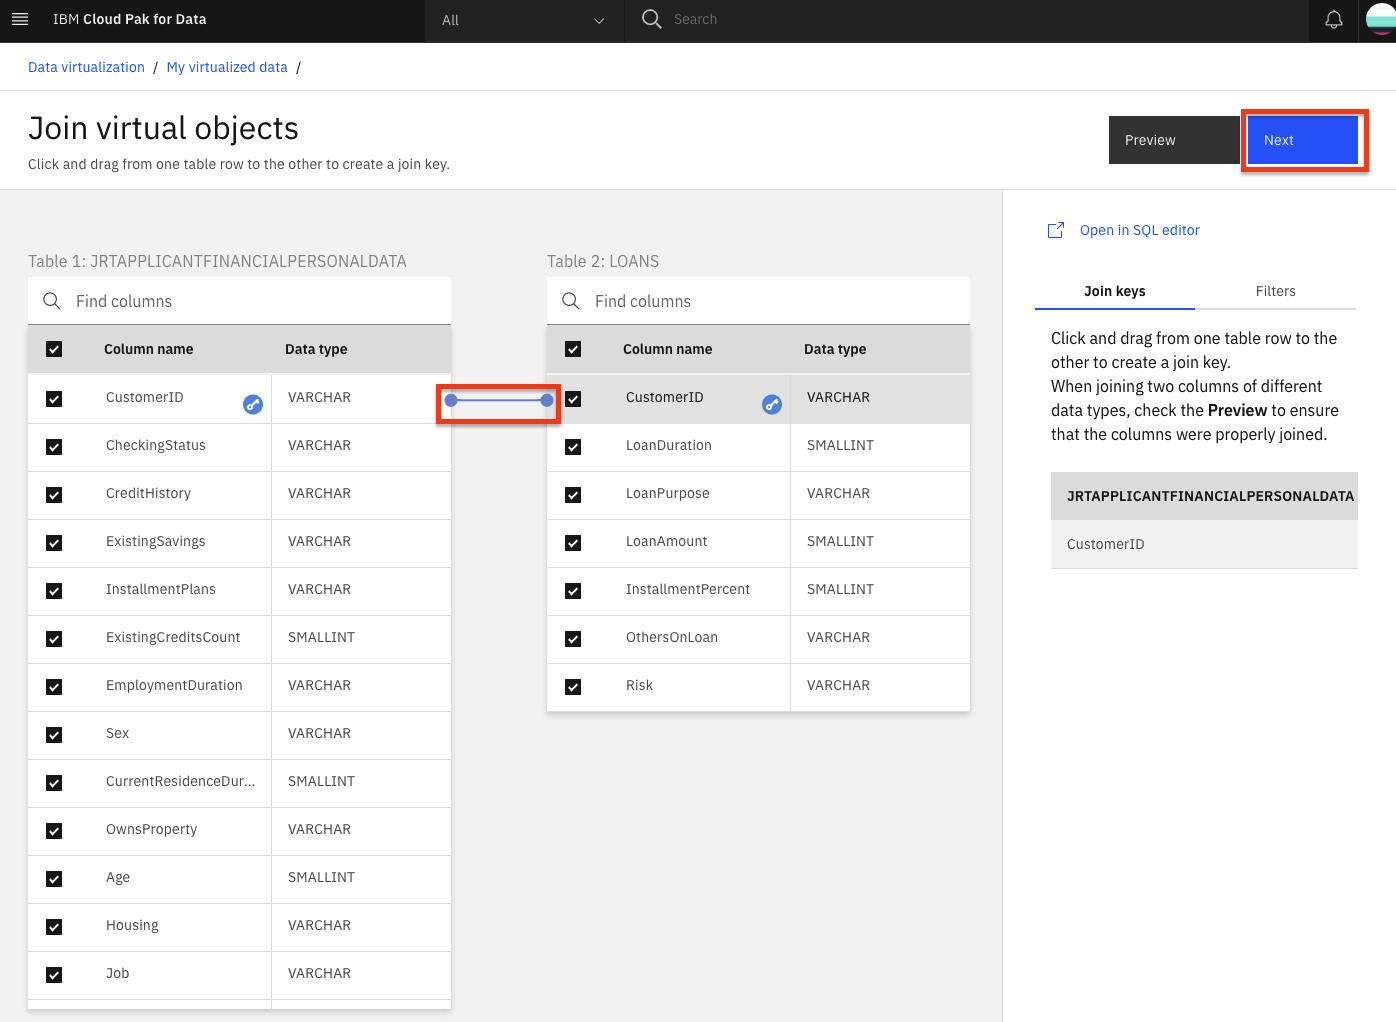 IBM Cloud Pak for Data
All
Search
Data virtualization / My virtualized data /
Join virtual objects
Click and drag from one table row to the other to create a join key.
Preview
Next
Table 1: JRTAPPLICANTFINANCIALPERSONALDATA
Find columns
Column name Data type
CustomerID VARCHAR
CheckingStatus VARCHAR
CreditHistory VARCHAR
ExistingSavings VARCHAR
InstallmentPlans VARCHAR
ExistingCreditsCount SMALLINT
EmploymentDuration VARCHAR
Sex VARCHAR
CurrentResidenceDur... SMALLINT
OwnsProperty VARCHAR
Age SMALLINT
Housing VARCHAR
Job VARCHAR
Table 2: LOANS
Find columns
Column name Data type
CustomerID VARCHAR
LoanDuration SMALLINT
LoanPurpose VARCHAR
LoanAmount SMALLINT
InstallmentPercent SMALLINT
OthersOnLoan VARCHAR
Risk VARCHAR
Open in SQL editor
Join keys Filters
Click and drag from one table row to the
other to create a join key.
When joining two columns of different
data types, check the Preview to ensure
that the columns were properly joined.
JRTAPPLICANTFINANCIALPERSONALDATA
CustomerID